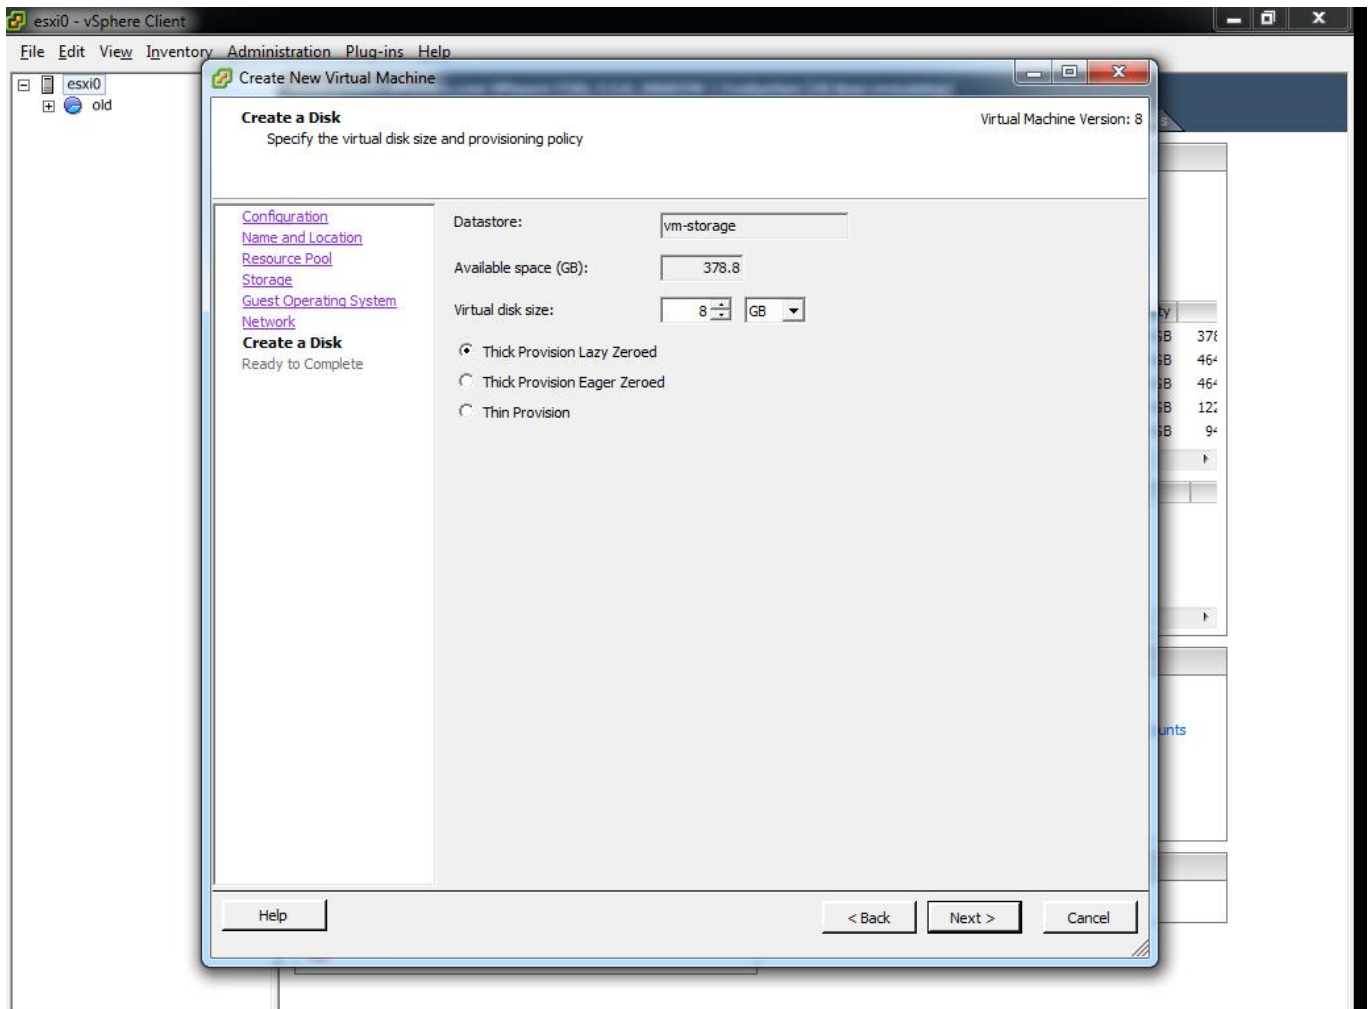 esxi0 - vSphere Client
File Edit View Inventory Administration Plug-ins Help
esxi0
old
Create New Virtual Machine
Create a Disk
Specify the virtual disk size and provisioning policy
Virtual Machine Version: 8
Configuration
Name and Location
Resource Pool
Storage
Guest Operating System
Network
Create a Disk
Ready to Complete
Datastore: vm-storage
Available space (GB): 378.8
Virtual disk size: 8 GB
Thick Provision Lazy Zeroed
Thick Provision Eager Zeroed
Thin Provision
Help
< Back
Next >
Cancel
464
464